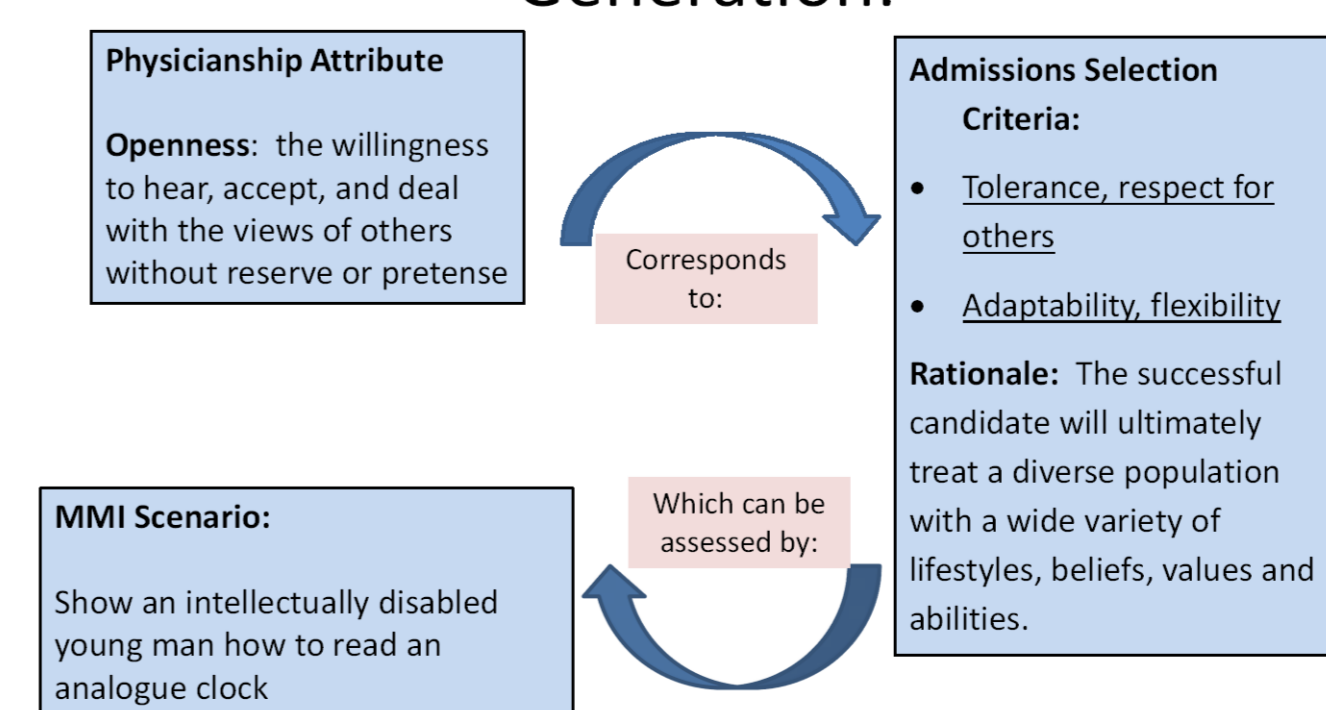 Generation:
Physicianship Attribute
Openness:  the willingness
to hear, accept, and deal
with the views of others
without reserve or pretense
Corresponds
to:
Admissions Selection
Criteria:
• Tolerance, respect for
others
• Adaptability, flexibility
Rationale:  The successful
candidate will ultimately
treat a diverse population
with a wide variety of
lifestyles, beliefs, values and
abilities.
Which can be
assessed by:
MMI Scenario:
Show an intellectually disabled
young man how to read an
analogue clock